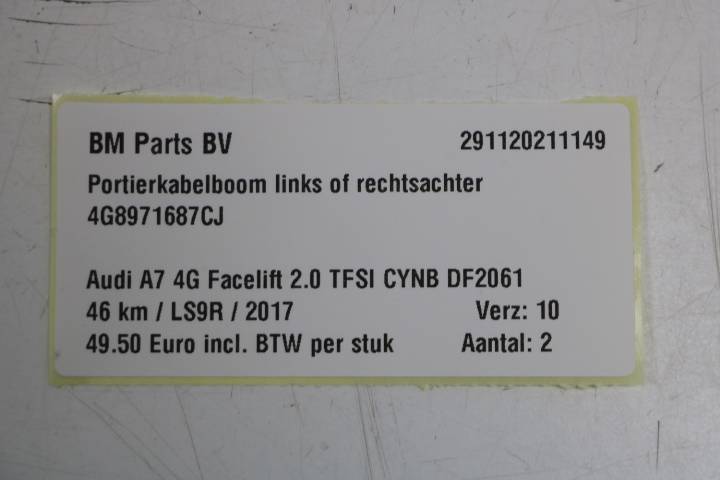 BM Parts BV 291120211149
Portierkabelboom links of rechtsachter
4G8971687CJ
Audi A7 4G Facelift 2.0 TFSI CYNB DF2061
46 km / LS9R / 2017 Verz: 10
49.50 Euro incl. BTW per stuk Aantal: 2